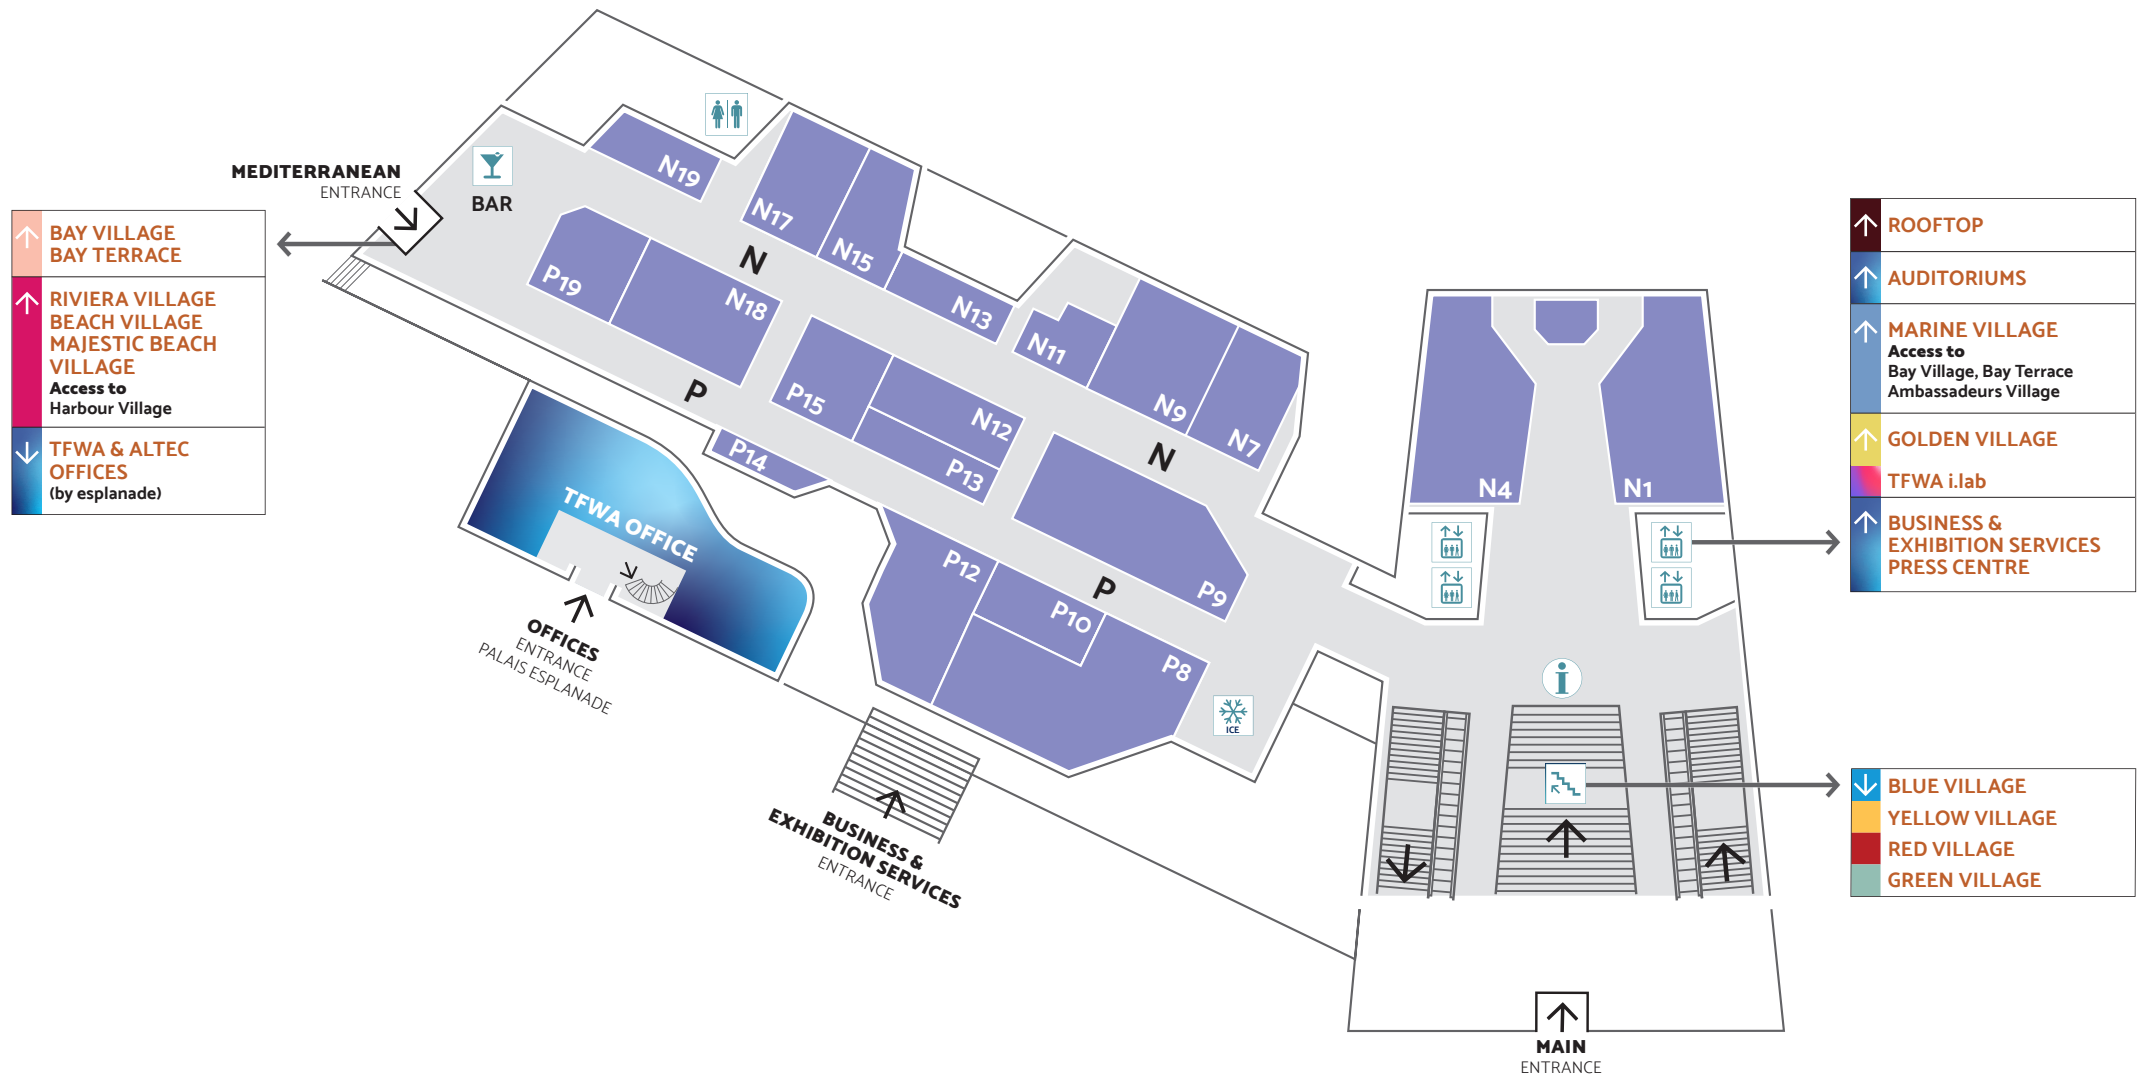 MEDITERRANEAN
ENTRANCE
BAR
BAY VILLAGE
BAY TERRACE
RIVIERA VILLAGE
BEACH VILLAGE
MAJESTIC BEACH
VILLAGE
Access to
Harbour Village
TFWA & ALTEC
OFFICES
(by esplanade)
N19
N17
N15
N
N13
P19
N18
N11
N9
N7
P
P15
N12
P13
P14
N
P9
P
P12
P10
P8
ICE
TFWA OFFICE
OFFICES
ENTRANCE
PALAIS ESPLANADE
BUSINESS &
EXHIBITION SERVICES
ENTRANCE
N4
N1
i
MAIN
ENTRANCE
ROOFTOP
AUDITORIUMS
MARINE VILLAGE
Access to
Bay Village, Bay Terrace
Ambassadeurs Village
GOLDEN VILLAGE
TFWA i.lab
BUSINESS &
EXHIBITION SERVICES
PRESS CENTRE
BLUE VILLAGE
YELLOW VILLAGE
RED VILLAGE
GREEN VILLAGE